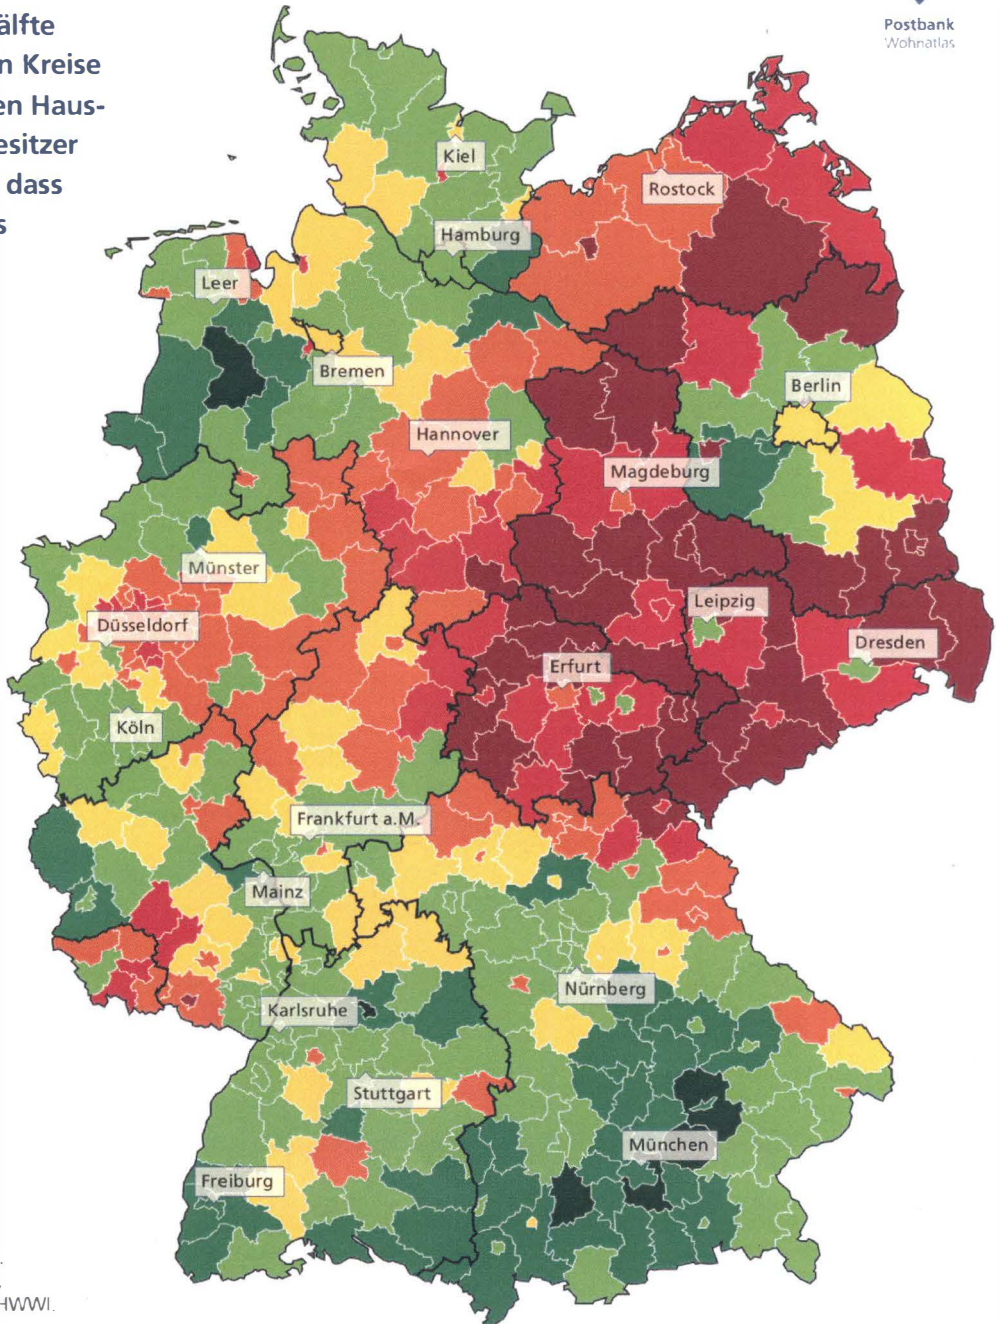 älfte
n Kreise
en Haus-
esitzer
dass
s
Postbank
Wohnatlas
Kiel
Rostock
Hamburg
Leer
Bremen
Berlin
Hannover
Magdeburg
Münster
Leipzig
Düsseldorf
Dresden
Erfurt
Köln
Frankfurt a.M.
Mainz
Nürnberg
Karlsruhe
Stuttgart
München
Freiburg
HWWI.